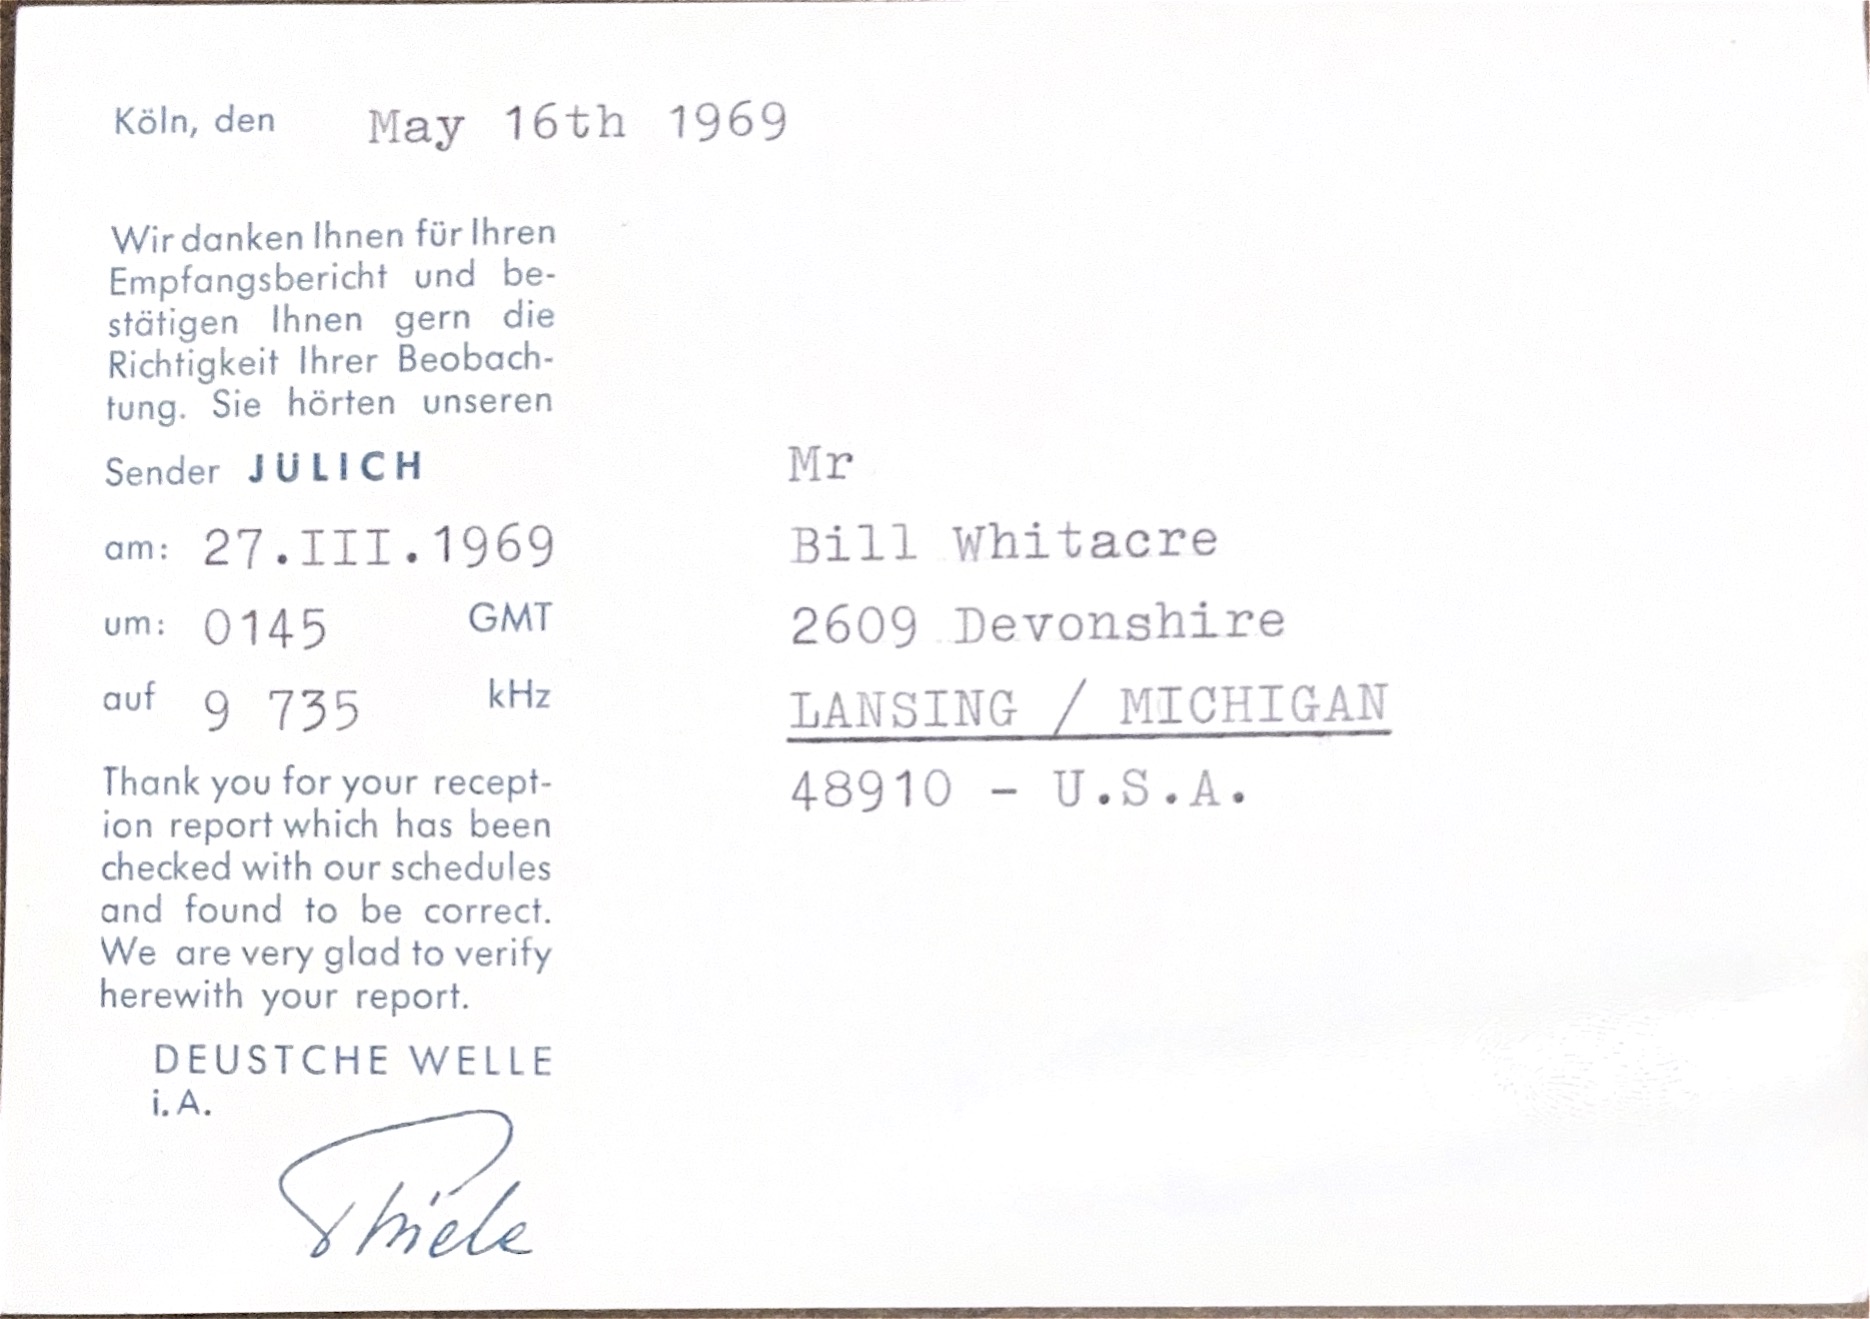 Köln, den May 16th 1969
Wir danken Ihnen für Ihren
Empfangsbericht und be-
stätigen Ihnen gern die
Richtigkeit Ihrer Beobach-
tung. Sie hörten unseren
Sender JÜLICH
am: 27.III.1969
um: 0145 GMT
auf 9 735 kHz
Thank you for your recept-
ion report which has been
checked with our schedules
and found to be correct.
We are very glad to verify
herewith your report.
DEUSTCHE WELLE
i. A.
Thiele
Mr
Bill Whitacre
2609 Devonshire
LANSING / MICHIGAN
48910 - U.S.A.